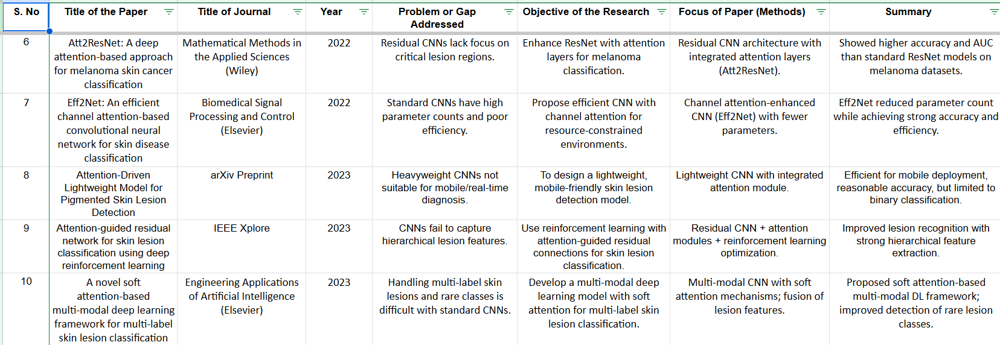 S. No
Title of the Paper
Title of Journal
Year
Problem or Gap
Addressed
Objective of the Research
Focus of Paper (Methods)
Summary
6
Att2ResNet: A deep
attention-based approach
for melanoma skin cancer
classification
Mathematical Methods in
the Applied Sciences
(Wiley)
2022
Residual CNNs lack focus on
critical lesion regions.
Enhance ResNet with attention
layers for melanoma
classification.
Residual CNN architecture with
integrated attention layers
(Att2ResNet).
Showed higher accuracy and AUC
than standard ResNet models on
melanoma datasets.
7
Eff2Net: An efficient
channel attention-based
convolutional neural
network for skin disease
classification
Biomedical Signal
Processing and Control
(Elsevier)
2022
Standard CNNs have high
parameter counts and poor
efficiency.
Propose efficient CNN with
channel attention for
resource-constrained
environments.
Channel attention-enhanced
CNN (Eff2Net) with fewer
parameters.
Eff2Net reduced parameter count
while achieving strong accuracy and
efficiency.
8
Attention-Driven
Lightweight Model for
Pigmented Skin Lesion
Detection
arXiv Preprint
2023
Heavyweight CNNs not
suitable for mobile/real-time
diagnosis.
To design a lightweight,
mobile-friendly skin lesion
detection model.
Lightweight CNN with integrated
attention module.
Efficient for mobile deployment,
reasonable accuracy, but limited to
binary classification.
9
Attention-guided residual
network for skin lesion
classification using deep
reinforcement learning
IEEE Xplore
2023
CNNs fail to capture
hierarchical lesion features.
Use reinforcement learning with
attention-guided residual
connections for skin lesion
classification.
Residual CNN + attention
modules + reinforcement learning
optimization.
Improved lesion recognition with
strong hierarchical feature
extraction.
10
A novel soft
attention-based
multi-modal deep learning
framework for multi-label
skin lesion classification
Engineering Applications
of Artificial Intelligence
(Elsevier)
2023
Handling multi-label skin
lesions and rare classes is
difficult with standard CNNs.
Develop a multi-modal deep
learning model with soft
attention for multi-label skin
lesion classification.
Multi-modal CNN with soft
attention mechanisms; fusion of
lesion features.
Proposed soft attention-based
multi-modal DL framework;
improved detection of rare lesion
classes.